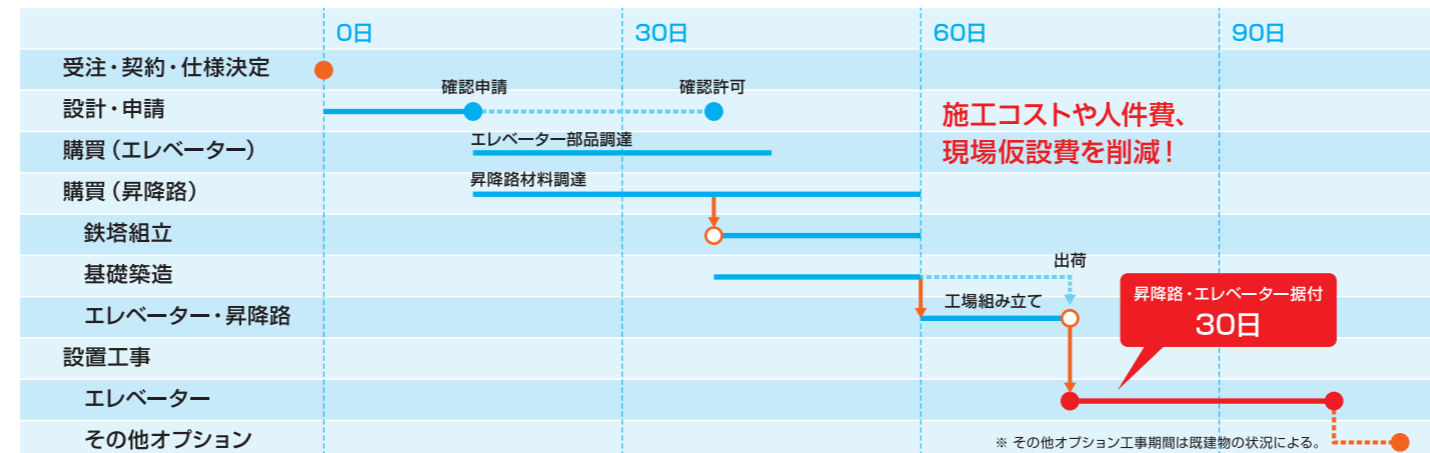 0日 30日 60日 90日
受注・契約・仕様決定
確認申請 確認許可
設計・申請
施工コストや人件費、
現場仮設費を削減！
エレベーター部品調達
購買（エレベーター）
昇降路材料調達
購買（昇降路）
鉄塔組立
出荷
基礎築造
昇降路・エレベーター据付
30日
工場組み立て
エレベーター・昇降路
設置工事
エレベーター
その他オプション
※ その他オプション工事期間は既建物の状況による。